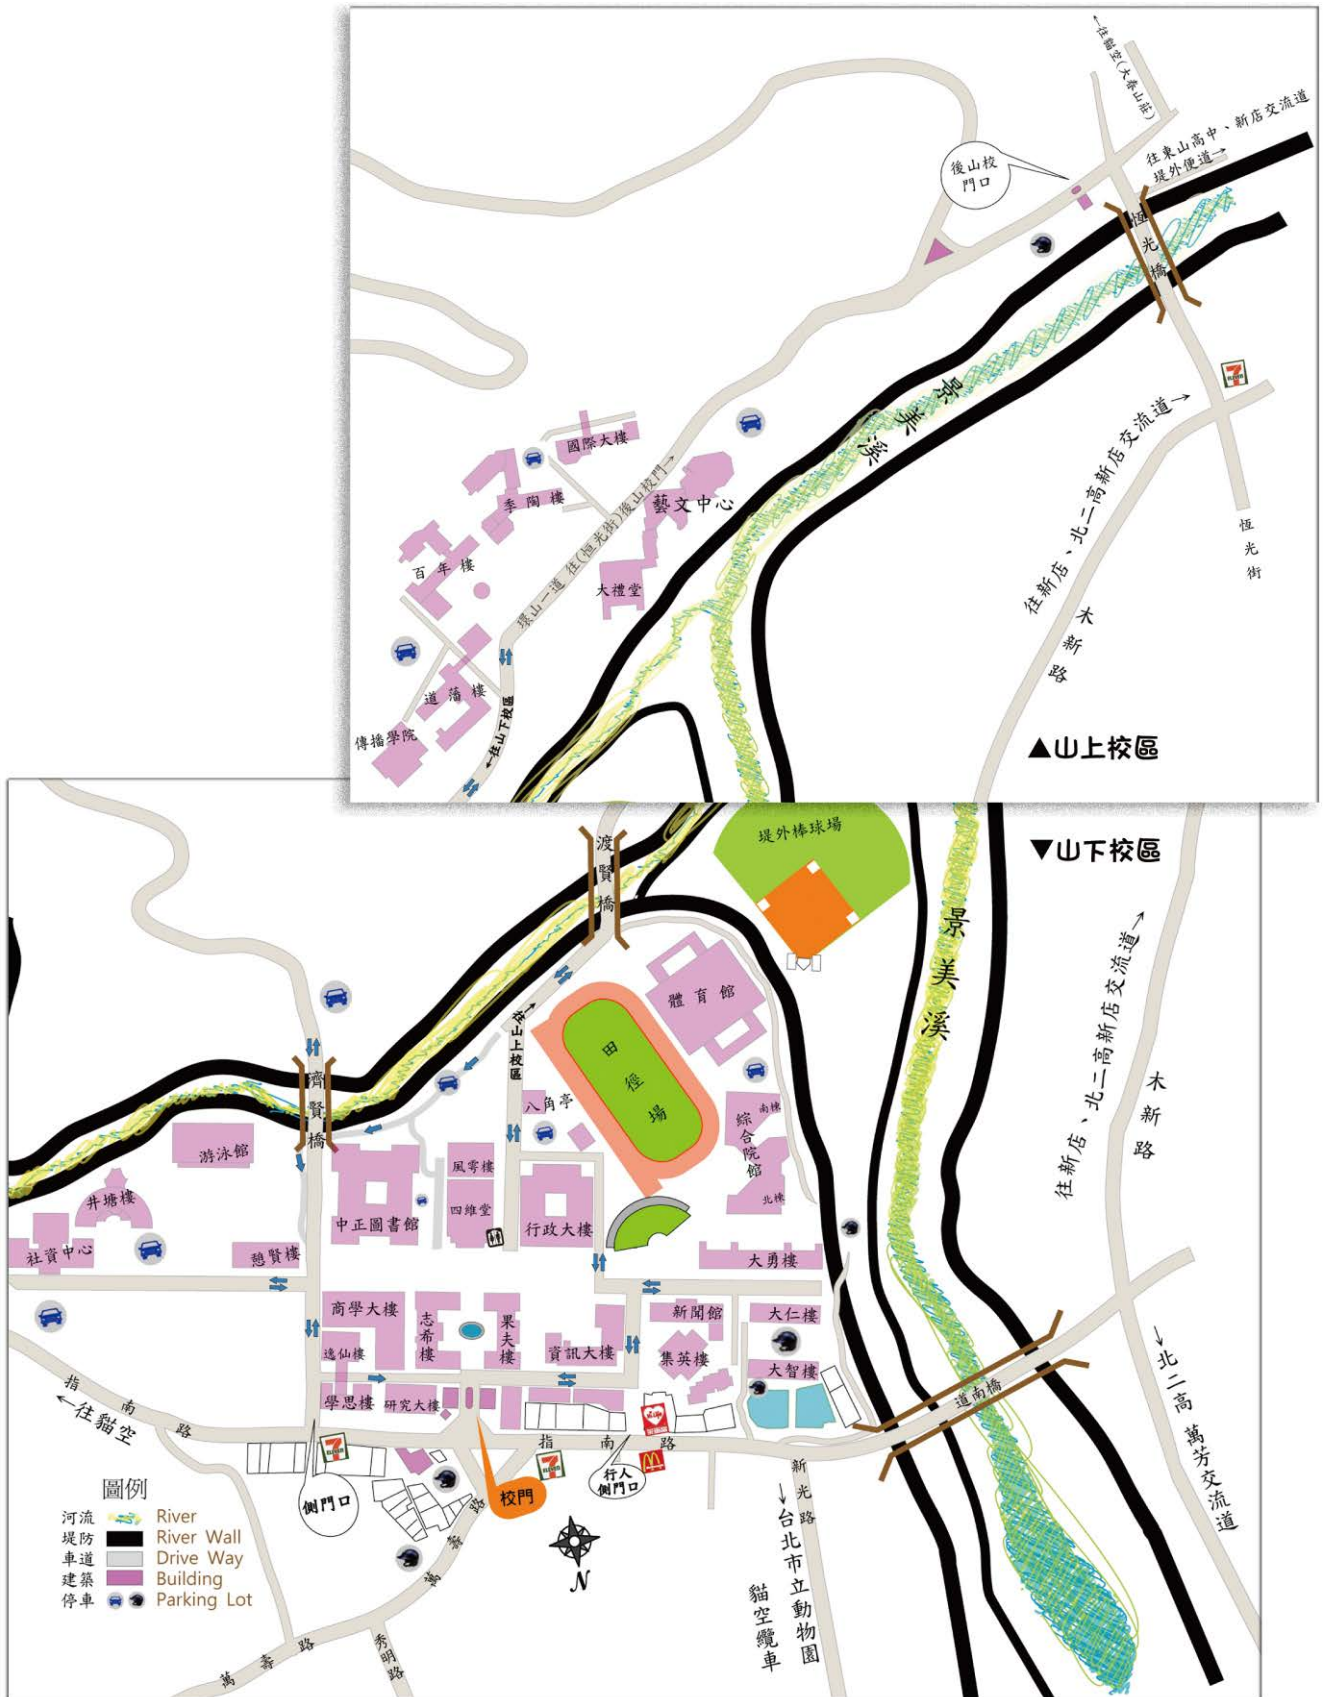 ←往貓空(大春山莊)
往東山高中、新店交流道
堤外便道→
後山校
門口
恆光橋
景美溪
國際大樓
季陶樓
藝文中心
百年樓
大禮堂
環山一道 往(恒光街)後山校門→
道藩樓
傳播學院
←往山下校區
往新店、北二高新店交流道→
木新路
恆光街
▲山上校區
▼山下校區
堤外棒球場
渡賢橋
景美溪
體育館
田徑場
往山上校區→
往新店、北二高新店交流道→
木新路
濟賢橋
八角亭
南棟
綜合院館
北棟
游泳館
風雩樓
井塘樓
中正圖書館
四維堂
行政大樓
社資中心
憩賢樓
大勇樓
商學大樓
志希樓
果夫樓
新聞館
大仁樓
逸仙樓
資訊大樓
集英樓
大智樓
學思樓
研究大樓
道南橋
指南路
←往貓空
指南路
側門口
校門
行人
側門口
新光路
→台北市立動物園
貓空纜車
→北二高 萬芳交流道
萬壽路
萬壽路
秀明路
N
圖例
河流 River
堤防 River Wall
車道 Drive Way
建築 Building
停車 Parking Lot